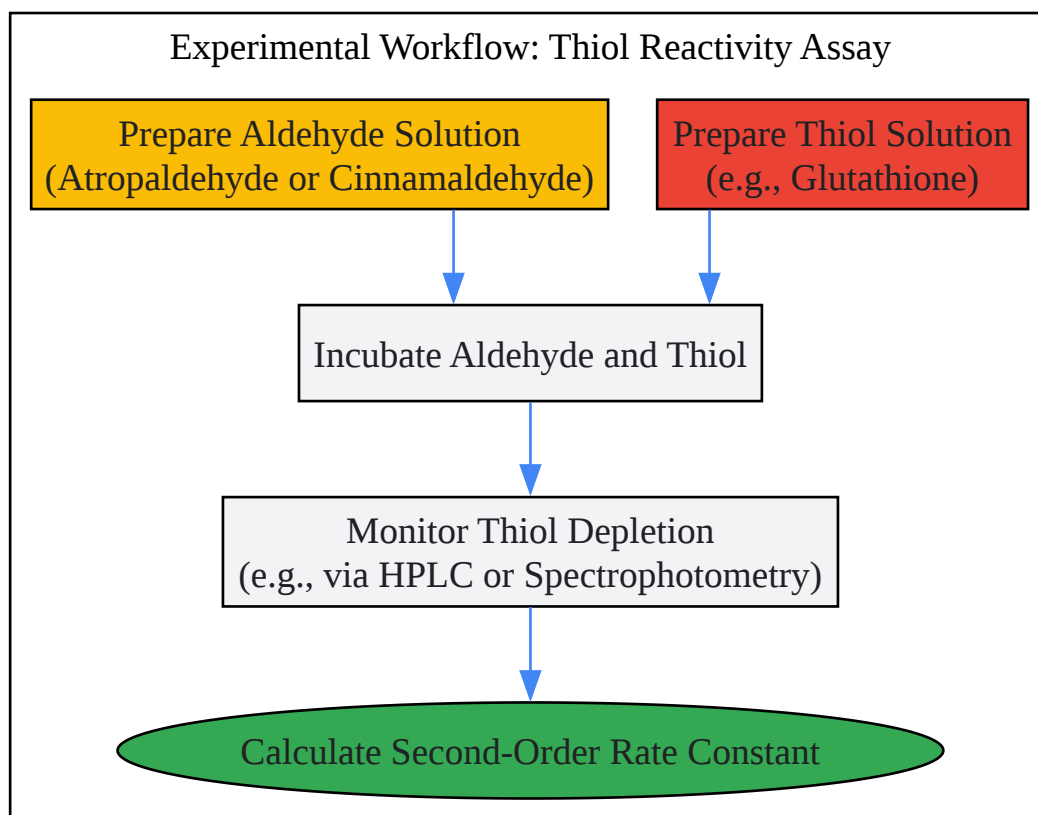 Experimental Workflow: Thiol Reactivity Assay
Prepare Aldehyde Solution
(Atropaldehyde or Cinnamaldehyde)
Prepare Thiol Solution
(e.g., Glutathione)
Incubate Aldehyde and Thiol
Monitor Thiol Depletion
(e.g., via HPLC or Spectrophotometry)
Calculate Second-Order Rate Constant